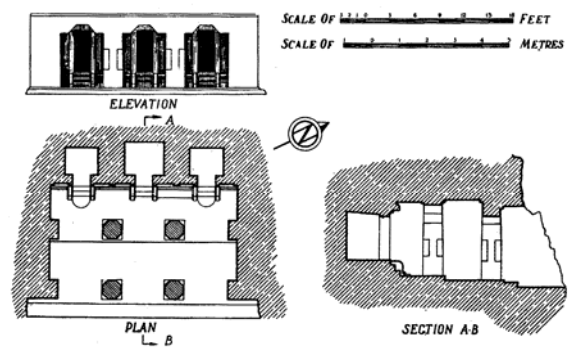 SCALE OF FEET
SCALE OF METRES
ELEVATION
A
N
PLAN
B
SECTION A-B